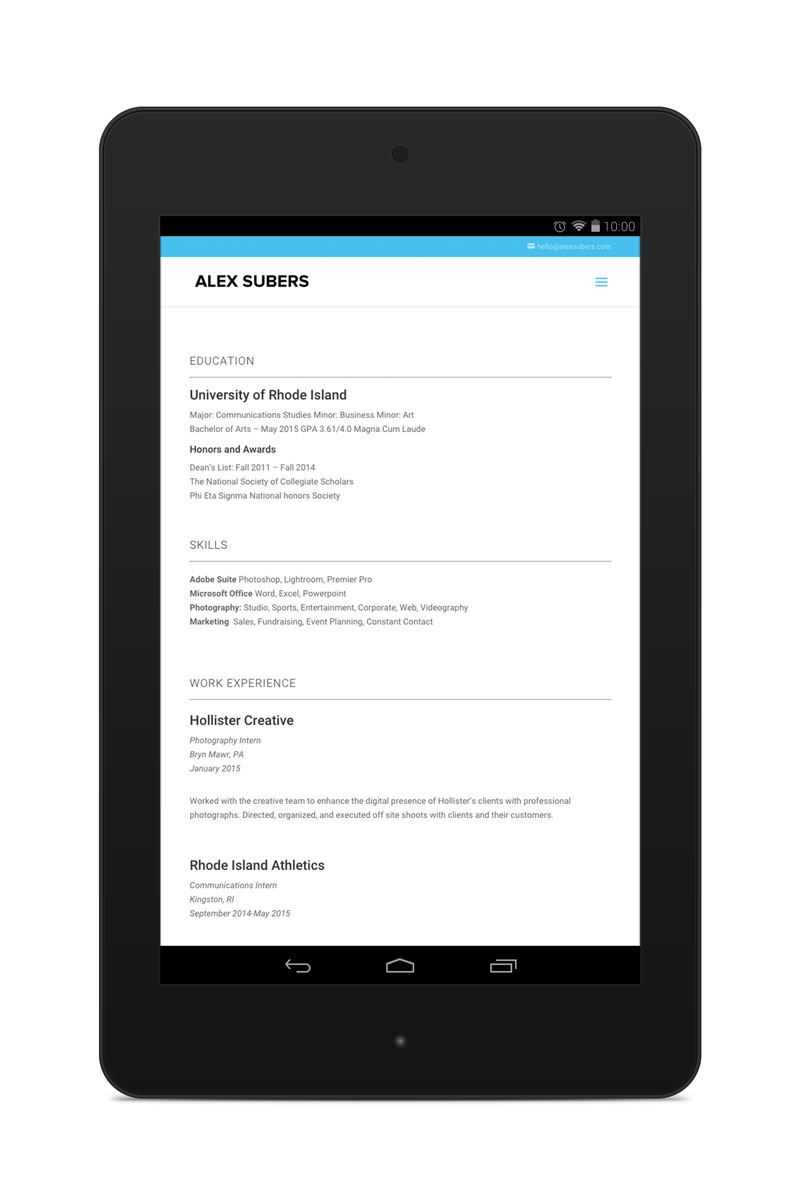 10:00
hello@alexsubers.com
ALEX SUBERS
EDUCATION
University of Rhode Island
Major: Communications Studies Minor: Business Minor: Art
Bachelor of Arts – May 2015 GPA 3.61/4.0 Magna Cum Laude
Honors and Awards
Dean's List: Fall 2011 – Fall 2014
The National Society of Collegiate Scholars
Phi Eta Signma National honors Society
SKILLS
Adobe Suite Photoshop, Lightroom, Premier Pro
Microsoft Office Word, Excel, Powerpoint
Photography: Studio, Sports, Entertainment, Corporate, Web, Videography
Marketing Sales, Fundraising, Event Planning, Constant Contact
WORK EXPERIENCE
Hollister Creative
Photography Intern
Bryn Mawr, PA
January 2015
Worked with the creative team to enhance the digital presence of Hollister's clients with professional
photographs. Directed, organized, and executed off site shoots with clients and their customers.
Rhode Island Athletics
Communications Intern
Kingston, RI
September 2014-May 2015